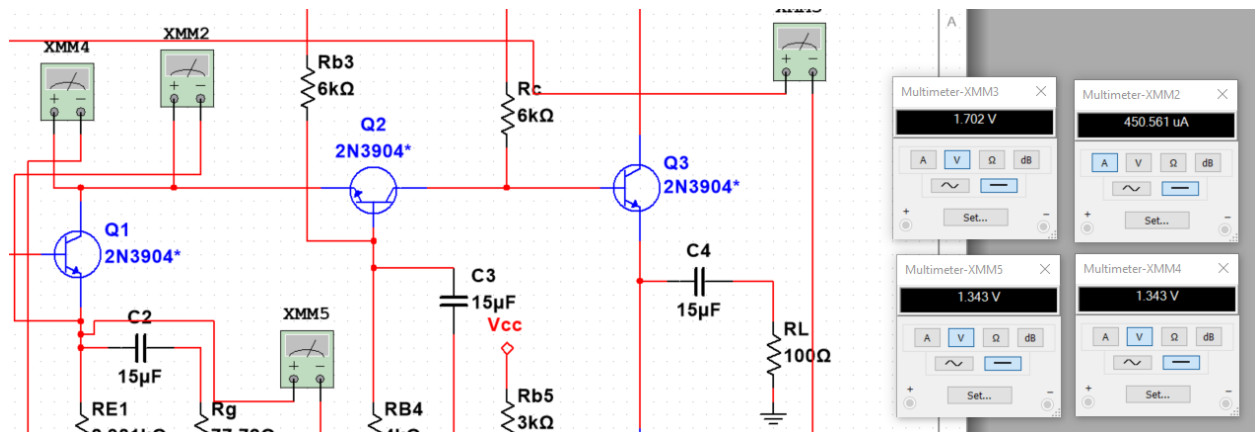 XMM4
XMM2
A
Rb3
6kΩ
Rc
6kΩ
Q2
2N3904*
Q3
2N3904*
Q1
2N3904*
C2
15µF
XMM5
C3
15µF
Vcc
C4
15µF
RL
100Ω
RE1
Rg
RB4
Rb5
3kΩ
Multimeter-XMM3
1.702 V
A V Ω dB
Set...
+ −
Multimeter-XMM2
450.561 uA
A V Ω dB
Set...
+ −
Multimeter-XMM5
1.343 V
A V Ω dB
Set...
+ −
Multimeter-XMM4
1.343 V
A V Ω dB
Set...
+ −